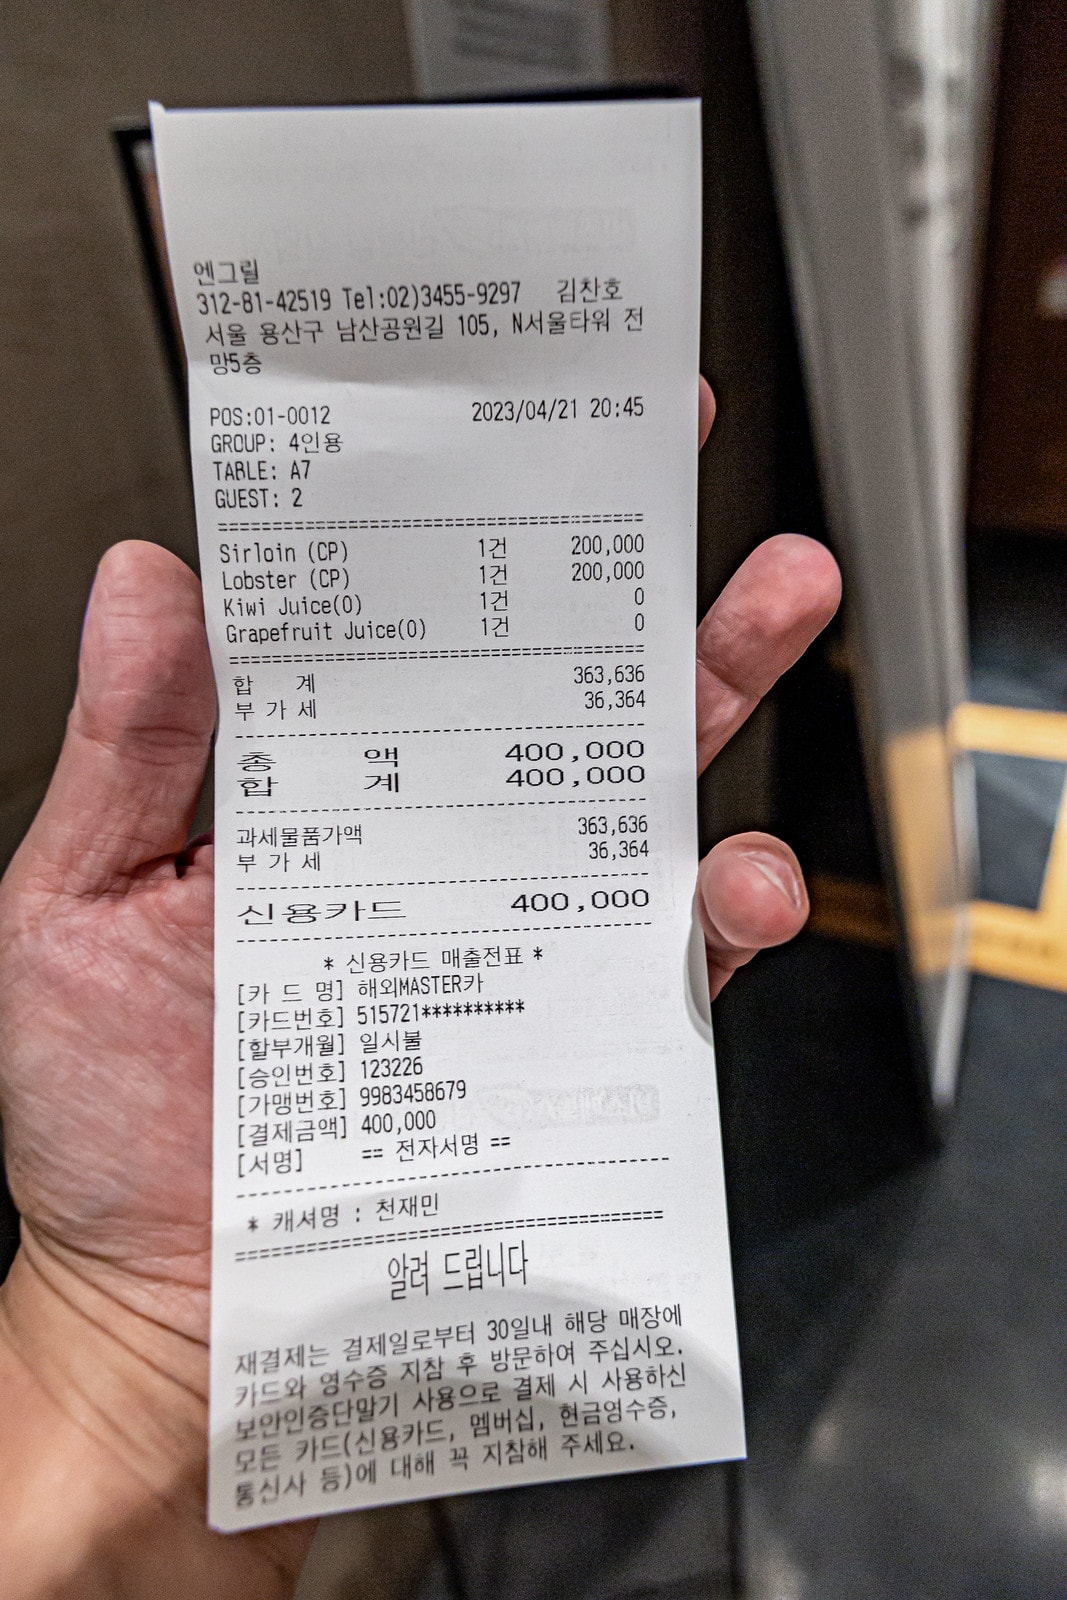 엔그릴
312-81-42519 Tel:02)3455-9297 김찬호
서울 용산구 남산공원길 105, N서울타워 전
망5층
POS:01-0012 2023/04/21 20:45
GROUP: 4인용
TABLE: A7
GUEST: 2
========================================
Sirloin (CP) 1건 200,000
Lobster (CP) 1건 200,000
Kiwi Juice(O) 1건 0
Grapefruit Juice(O) 1건 0
========================================
합 계 363,636
부 가 세 36,364
----------------------------------------
총 액 400,000
합 계 400,000
----------------------------------------
과세물품가액 363,636
부 가 세 36,364
----------------------------------------
신용카드 400,000
----------------------------------------
* 신용카드 매출전표 *
[카 드 명] 해외MASTER카
[카드번호] 515721**********
[할부개월] 일시불
[승인번호] 123226
[가맹번호] 9983458679
[결제금액] 400,000
[서명] == 전자서명 ==
----------------------------------------
* 캐셔명 : 천재민
========================================
알려 드립니다
재결제는 결제일로부터 30일내 해당 매장에
카드와 영수증 지참 후 방문하여 주십시오.
보안인증단말기 사용으로 결제 시 사용하신
모든 카드(신용카드, 멤버십, 현금영수증,
통신사 등)에 대해 꼭 지참해 주세요.